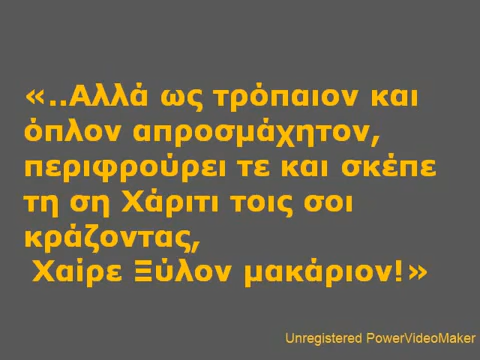 «..Αλλά ως τρόπαιον και
όπλον απροσμάχητον,
περιφρούρει τε και σκέπε
τη ση Χάριτι τοις σοι
κράζοντας,
Χαίρε Ξύλον μακάριον!»
Unregistered PowerVideoMaker